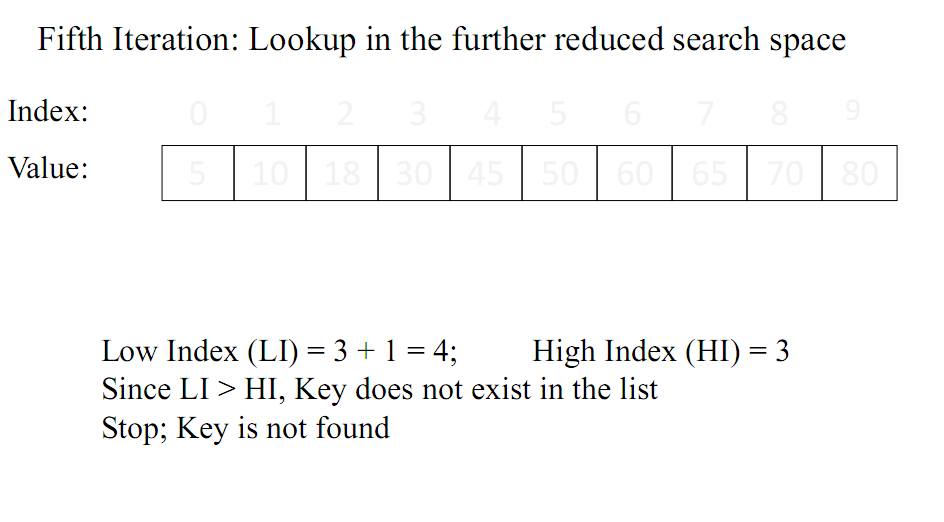 Fifth Iteration: Lookup in the further reduced search space
Index: 0 1 2 3 4 5 6 7 8 9
Value: 5 10 18 30 45 50 60 65 70 80
Low Index (LI) = 3 + 1 = 4; High Index (HI) = 3
Since LI > HI, Key does not exist in the list
Stop; Key is not found